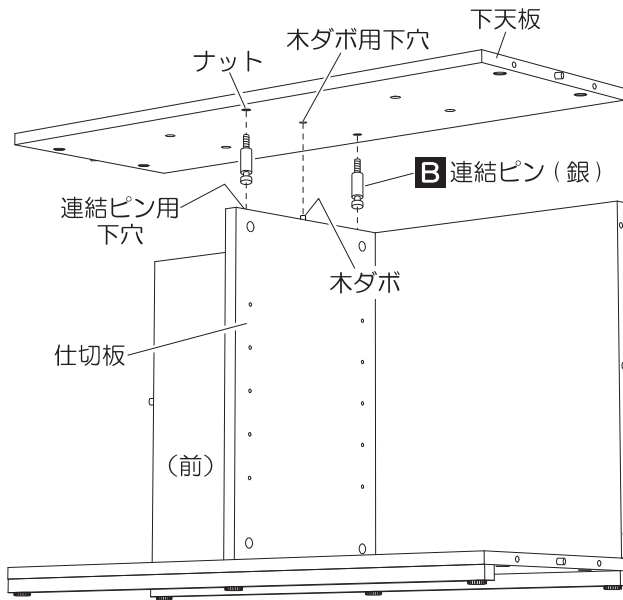 下天板
木ダボ用下穴
ナット
B 連結ピン（銀）
連結ピン用
下穴
木ダボ
仕切板
（前）